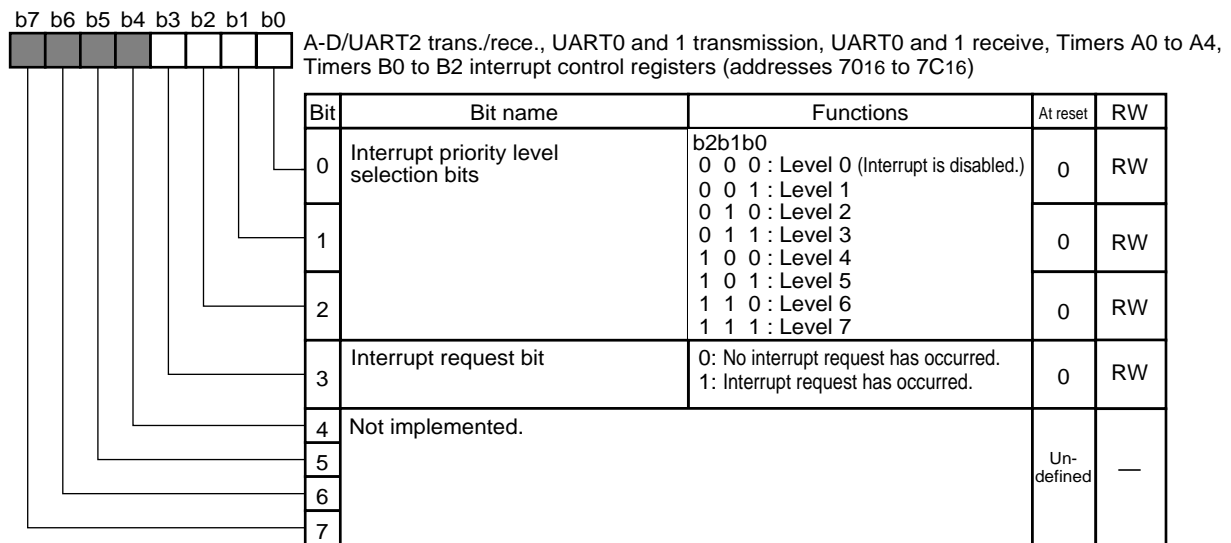 b7 b6 b5 b4 b3 b2 b1 b0
A-D/UART2 trans./rece., UART0 and 1 transmission, UART0 and 1 receive, Timers A0 to A4,
Timers B0 to B2 interrupt control registers (addresses 7016 to 7C16)
Bit Bit name Functions At reset RW
0 Interrupt priority level
selection bits
b2b1b0
0 0 0 : Level 0 (Interrupt is disabled.)
0 0 1 : Level 1
0 1 0 : Level 2
0 1 1 : Level 3
1 0 0 : Level 4
1 0 1 : Level 5
1 1 0 : Level 6
1 1 1 : Level 7
0 RW
1 0 RW
2 0 RW
3 Interrupt request bit
0: No interrupt request has occurred.
1: Interrupt request has occurred.
0 RW
4 Not implemented.
5
6
7
Un-
defined
—